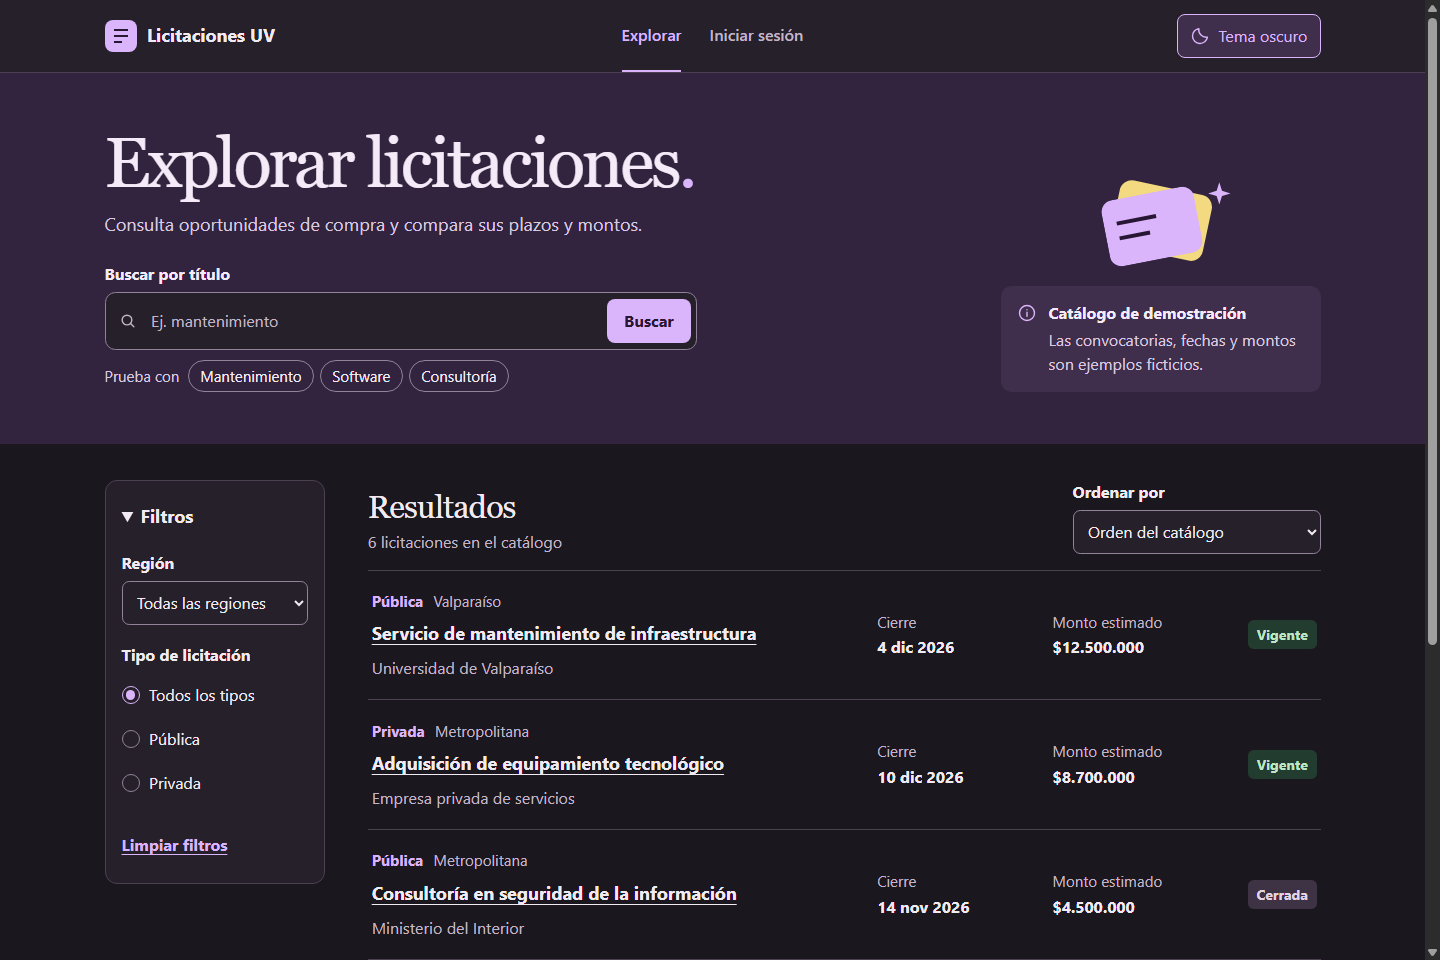 Licitaciones UV
Explorar
Iniciar sesión
Tema oscuro
Explorar licitaciones.
Consulta oportunidades de compra y compara sus plazos y montos.
Buscar por título
Ej. mantenimiento
Buscar
Prueba con
Mantenimiento
Software
Consultoría
Catálogo de demostración
Las convocatorias, fechas y montos
son ejemplos ficticios.
Filtros
Región
Todas las regiones
Tipo de licitación
Todos los tipos
Pública
Privada
Limpiar filtros
Resultados
6 licitaciones en el catálogo
Ordenar por
Orden del catálogo
Pública Valparaíso
Servicio de mantenimiento de infraestructura
Universidad de Valparaíso
Cierre
4 dic 2026
Monto estimado
$12.500.000
Vigente
Privada Metropolitana
Adquisición de equipamiento tecnológico
Empresa privada de servicios
Cierre
10 dic 2026
Monto estimado
$8.700.000
Vigente
Pública Metropolitana
Consultoría en seguridad de la información
Ministerio del Interior
Cierre
14 nov 2026
Monto estimado
$4.500.000
Cerrada